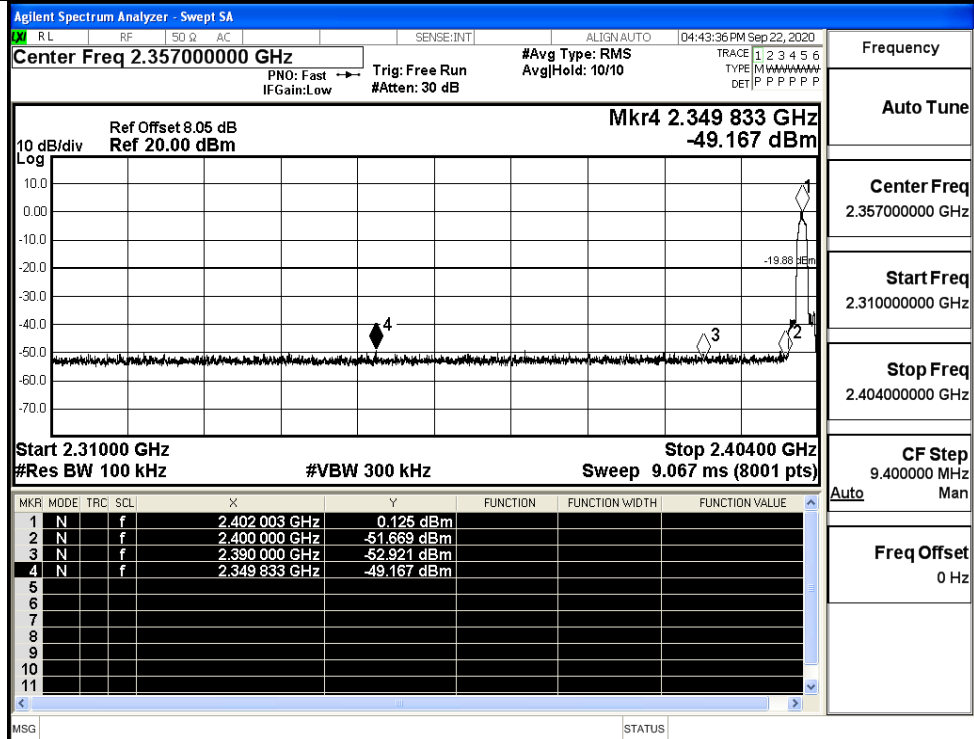 Agilent Spectrum Analyzer - Swept SA
LXI RL RF 50 Ω AC SENSE:INT ALIGNAUTO 04:43:36 PM Sep 22, 2020
Center Freq 2.357000000 GHz
PNO: Fast Trig: Free Run #Avg Type: RMS TRACE 1 2 3 4 5 6
IFGain:Low #Atten: 30 dB Avg|Hold: 10/10 TYPE M WWWWW
DET P P P P P P
Frequency
Auto Tune
Center Freq
2.357000000 GHz
Start Freq
2.310000000 GHz
Stop Freq
2.404000000 GHz
CF Step
9.400000 MHz
Auto Man
Freq Offset
0 Hz
Mkr4 2.349 833 GHz
-49.167 dBm
Ref Offset 8.05 dB
10 dB/div Ref 20.00 dBm
Log
10.0
0.00
-10.0
-20.0
-30.0
-40.0
-50.0
-60.0
-70.0
1
-19.88 dBm
4
3
2
Start 2.31000 GHz Stop 2.40400 GHz
#Res BW 100 kHz #VBW 300 kHz Sweep 9.067 ms (8001 pts)
MKR MODE TRC SCL X Y FUNCTION FUNCTION WIDTH FUNCTION VALUE
1 N f 2.402 003 GHz 0.125 dBm
2 N f 2.400 000 GHz -51.669 dBm
3 N f 2.390 000 GHz -52.921 dBm
4 N f 2.349 833 GHz -49.167 dBm
5
6
7
8
9
10
11
MSG STATUS